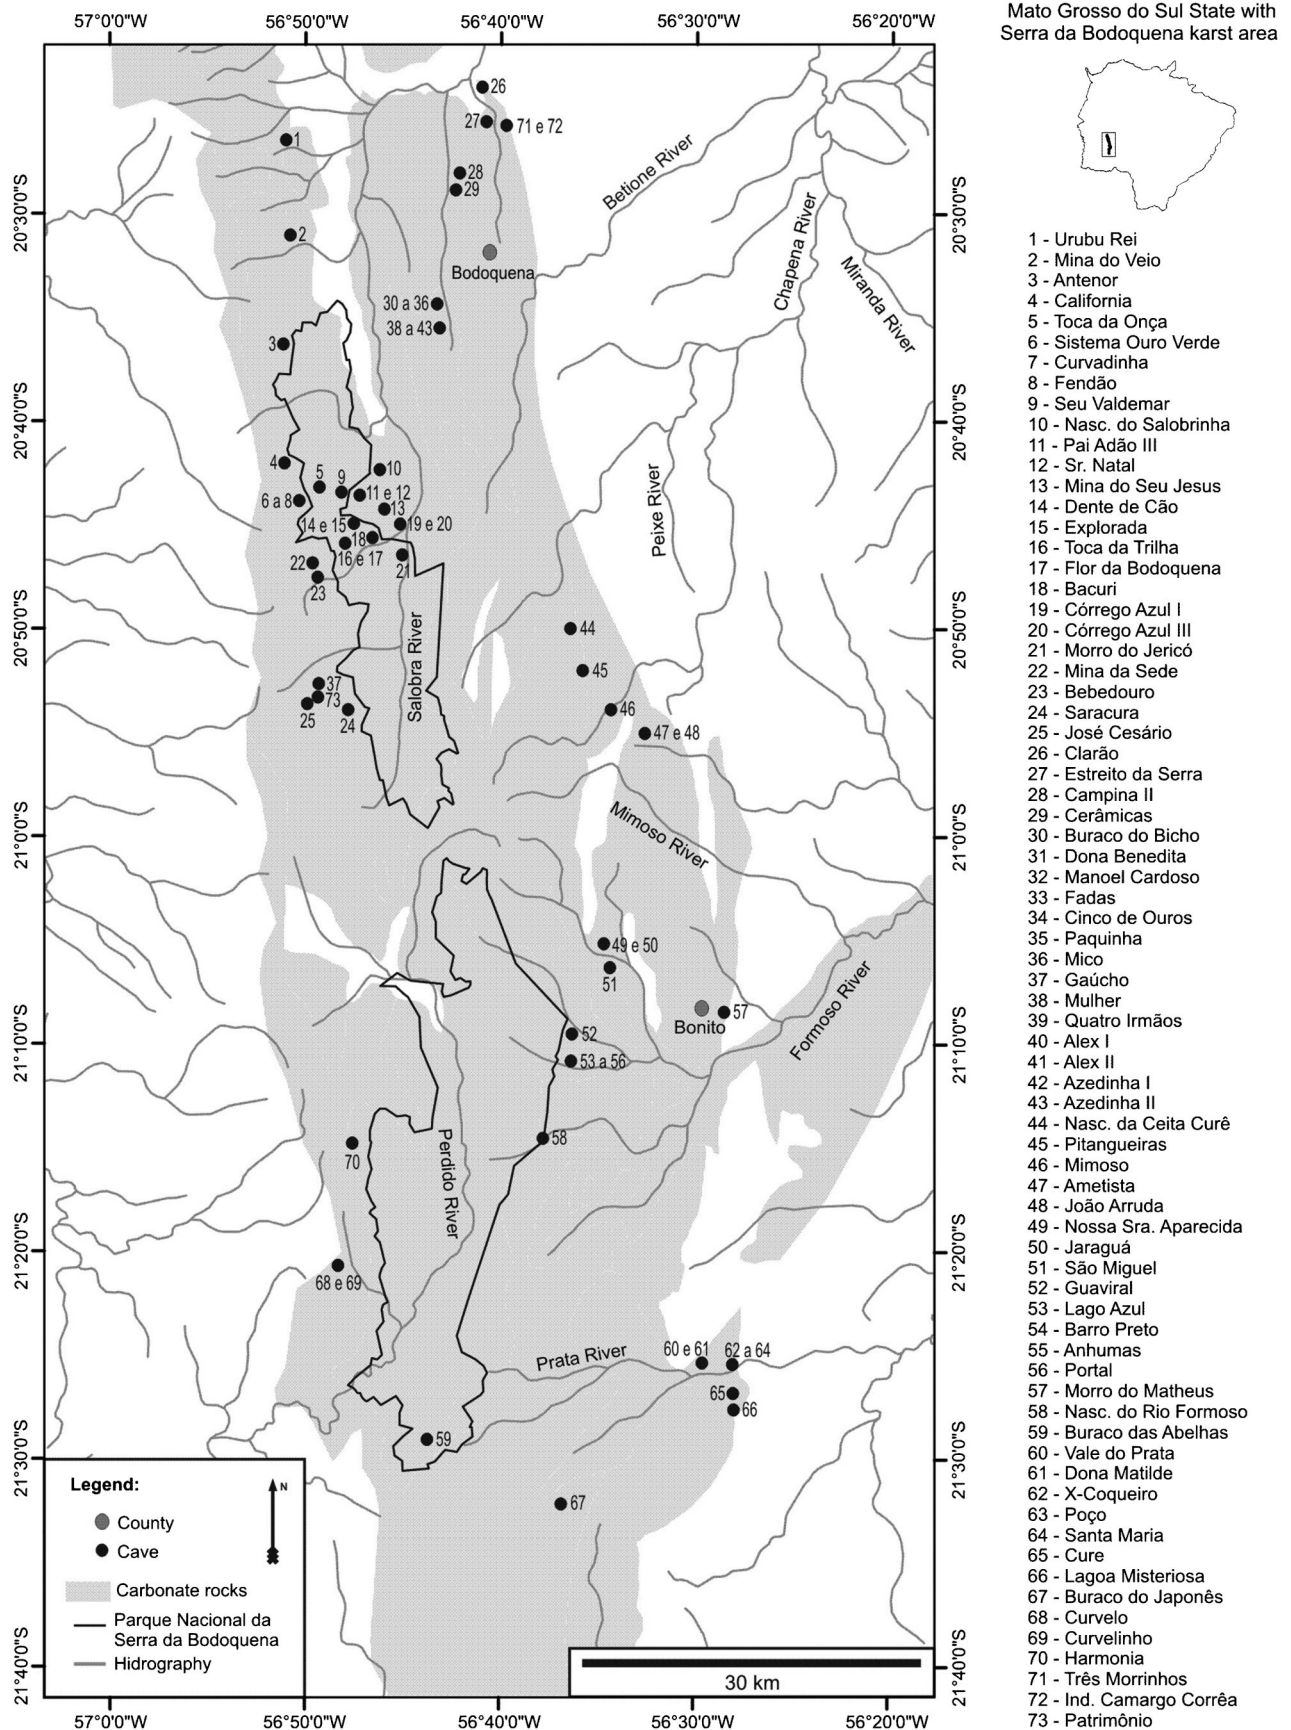 57°0'0"W
56°50'0"W
56°40'0"W
56°30'0"W
56°20'0"W
Mato Grosso do Sul State with
Serra da Bodoquena karst area
20°30'0"S
20°40'0"S
20°50'0"S
21°0'0"S
21°10'0"S
21°20'0"S
21°30'0"S
21°40'0"S
26
27
71 e 72
1
28
29
2
Betione River
Chapena River
Miranda River
Bodoquena
30 a 36
38 a 43
3
4
5
9
10
6 a 8
11 e 12
13
14 e 15
19 e 20
18
16 e 17
21
22
23
Peixe River
Salobra River
44
45
46
47 e 48
37
73
25
24
Mimoso River
49 e 50
51
Bonito
57
Formoso River
52
53 a 56
58
Perdido River
70
68 e 69
Prata River
60 e 61
62 a 64
65
66
59
67
Legend:
N
County
Cave
Carbonate rocks
Parque Nacional da
Serra da Bodoquena
Hidrography
30 km
20°30'0"S
20°40'0"S
20°50'0"S
21°0'0"S
21°10'0"S
21°20'0"S
21°30'0"S
21°40'0"S
57°0'0"W
56°50'0"W
56°40'0"W
56°30'0"W
56°20'0"W
1 - Urubu Rei
2 - Mina do Veio
3 - Antenor
4 - California
5 - Toca da Onça
6 - Sistema Ouro Verde
7 - Curvadinha
8 - Fendão
9 - Seu Valdemar
10 - Nasc. do Salobrinha
11 - Pai Adão III
12 - Sr. Natal
13 - Mina do Seu Jesus
14 - Dente de Cão
15 - Explorada
16 - Toca da Trilha
17 - Flor da Bodoquena
18 - Bacuri
19 - Córrego Azul I
20 - Córrego Azul III
21 - Morro do Jericó
22 - Mina da Sede
23 - Bebedouro
24 - Saracura
25 - José Cesário
26 - Clarão
27 - Estreito da Serra
28 - Campina II
29 - Cerâmicas
30 - Buraco do Bicho
31 - Dona Benedita
32 - Manoel Cardoso
33 - Fadas
34 - Cinco de Ouros
35 - Paquinha
36 - Mico
37 - Gaúcho
38 - Mulher
39 - Quatro Irmãos
40 - Alex I
41 - Alex II
42 - Azedinha I
43 - Azedinha II
44 - Nasc. da Ceita Curê
45 - Pitangueiras
46 - Mimoso
47 - Ametista
48 - João Arruda
49 - Nossa Sra. Aparecida
50 - Jaraguá
51 - São Miguel
52 - Guaviral
53 - Lago Azul
54 - Barro Preto
55 - Anhumas
56 - Portal
57 - Morro do Matheus
58 - Nasc. do Rio Formoso
59 - Buraco das Abelhas
60 - Vale do Prata
61 - Dona Matilde
62 - X-Coqueiro
63 - Poço
64 - Santa Maria
65 - Cure
66 - Lagoa Misteriosa
67 - Buraco do Japonês
68 - Curvelo
69 - Curvelinho
70 - Harmonia
71 - Três Morrinhos
72 - Ind. Camargo Corrêa
73 - Patrimônio